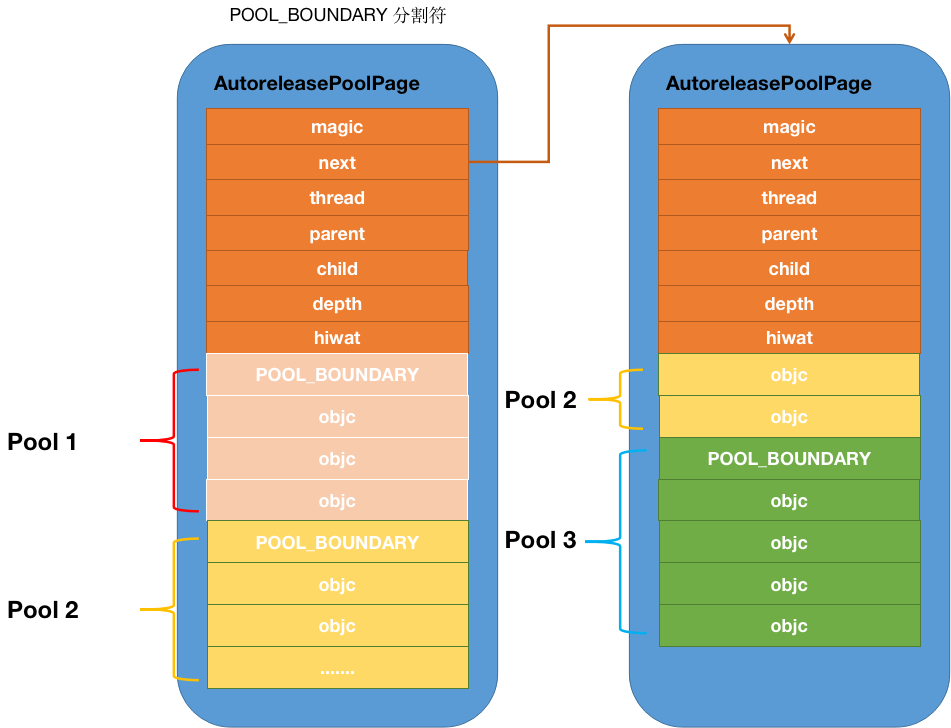 POOL_BOUNDARY 分割符
AutoreleasePoolPage
magic
next
thread
parent
child
depth
hiwat
Pool 1
POOL_BOUNDARY
objc
objc
objc
Pool 2
POOL_BOUNDARY
objc
objc
.......
AutoreleasePoolPage
magic
next
thread
parent
child
depth
hiwat
Pool 2
objc
objc
Pool 3
POOL_BOUNDARY
objc
objc
objc
objc